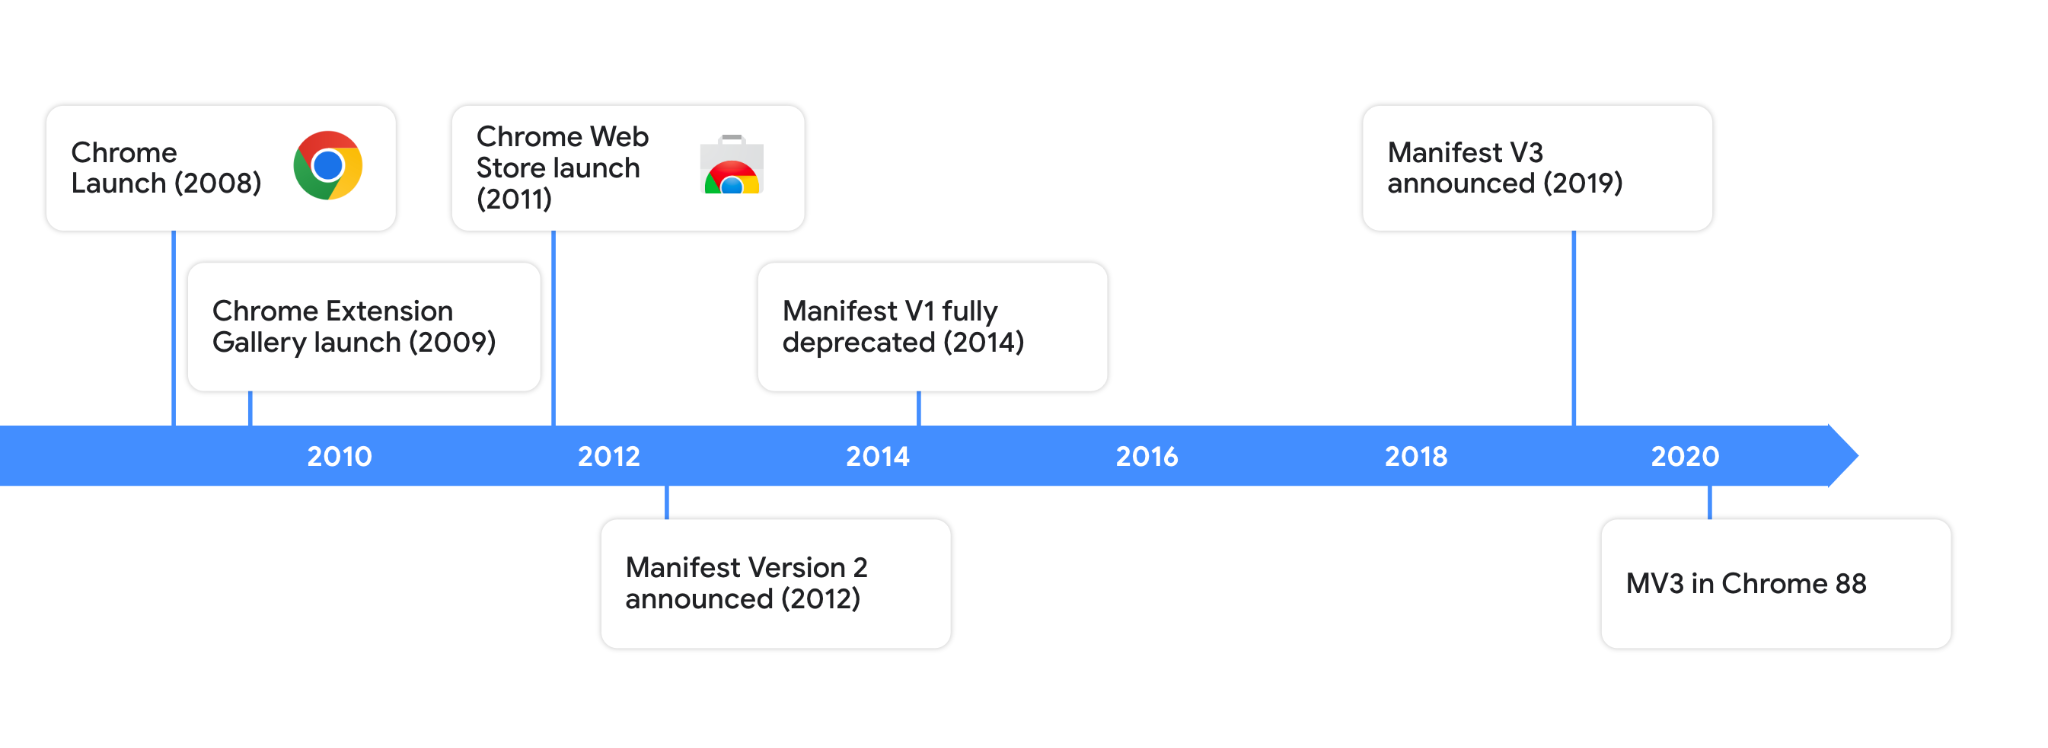 Chrome
Launch (2008)
Chrome Web
Store launch
(2011)
Manifest V3
announced (2019)
Chrome Extension
Gallery launch (2009)
Manifest V1 fully
deprecated (2014)
2010
2012
2014
2016
2018
2020
Manifest Version 2
announced (2012)
MV3 in Chrome 88